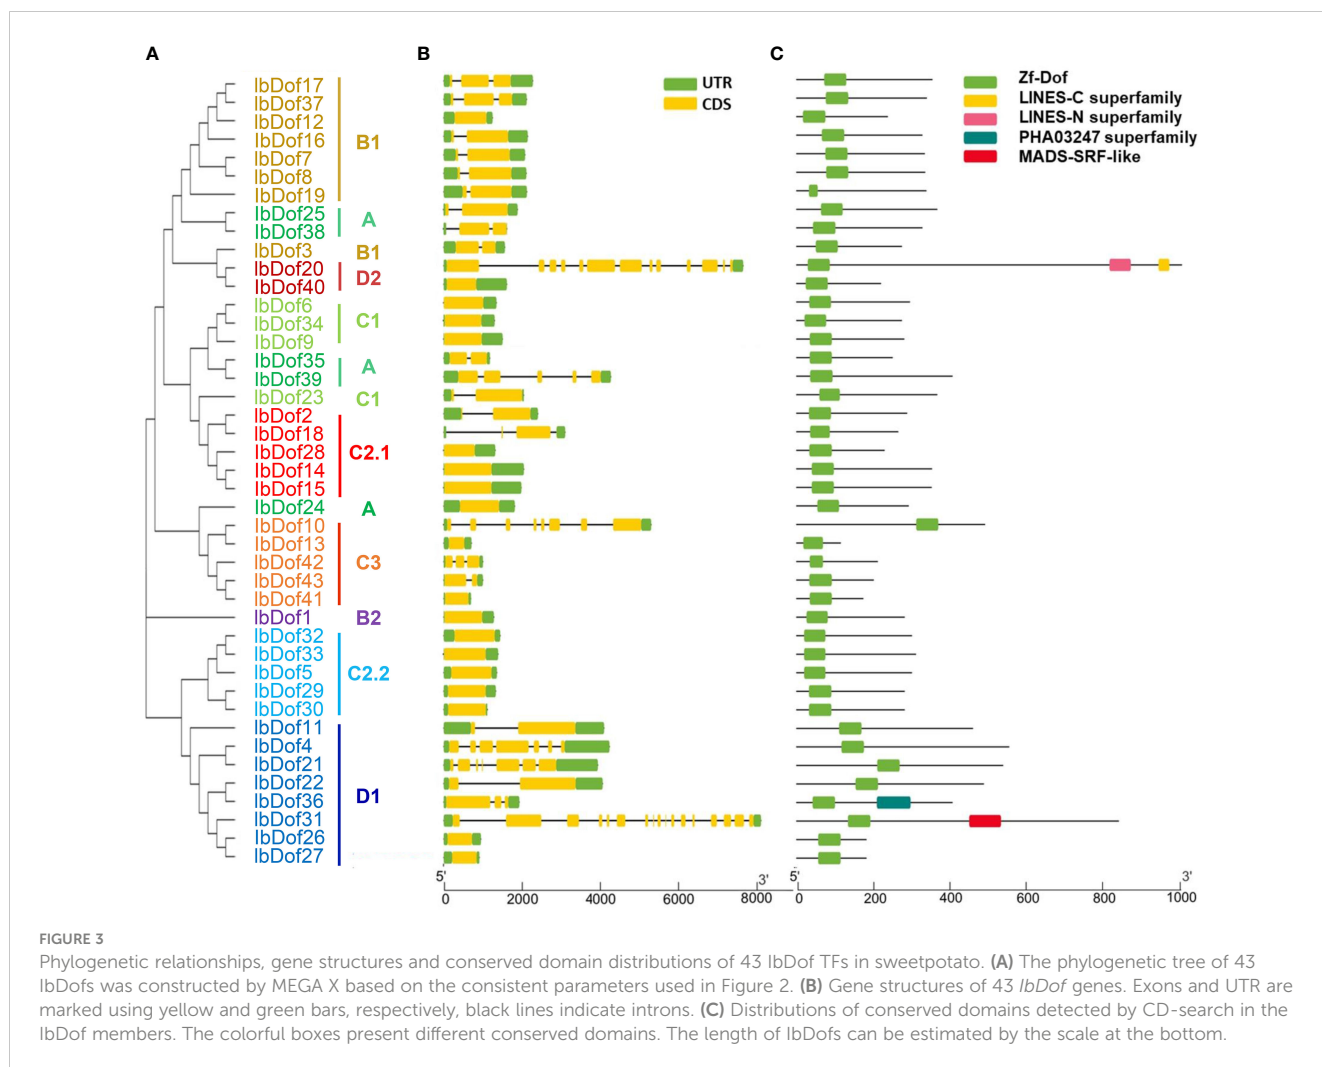 A
B
C
IbDof17
IbDof37
IbDof12
IbDof16
IbDof7
IbDof8
IbDof19
IbDof25
IbDof38
IbDof3
IbDof20
IbDof40
IbDof6
IbDof34
IbDof9
IbDof35
IbDof39
IbDof23
IbDof2
IbDof18
IbDof28
IbDof14
IbDof15
IbDof24
IbDof10
IbDof13
IbDof42
IbDof43
IbDof41
IbDof1
IbDof32
IbDof33
IbDof5
IbDof29
IbDof30
IbDof11
IbDof4
IbDof21
IbDof22
IbDof36
IbDof31
IbDof26
IbDof27
B1
A
B1
D2
C1
A
C1
C2.1
A
C3
B2
C2.2
D1
UTR
CDS
5'
3'
0 2000 4000 6000 8000
Zf-Dof
LINES-C superfamily
LINES-N superfamily
PHA03247 superfamily
MADS-SRF-like
5'
3'
0 200 400 600 800 1000
FIGURE 3
Phylogenetic relationships, gene structures and conserved domain distributions of 43 IbDof TFs in sweetpotato. (A) The phylogenetic tree of 43
IbDofs was constructed by MEGA X based on the consistent parameters used in Figure 2. (B) Gene structures of 43 IbDof genes. Exons and UTR are
marked using yellow and green bars, respectively, black lines indicate introns. (C) Distributions of conserved domains detected by CD-search in the
IbDof members. The colorful boxes present different conserved domains. The length of IbDofs can be estimated by the scale at the bottom.